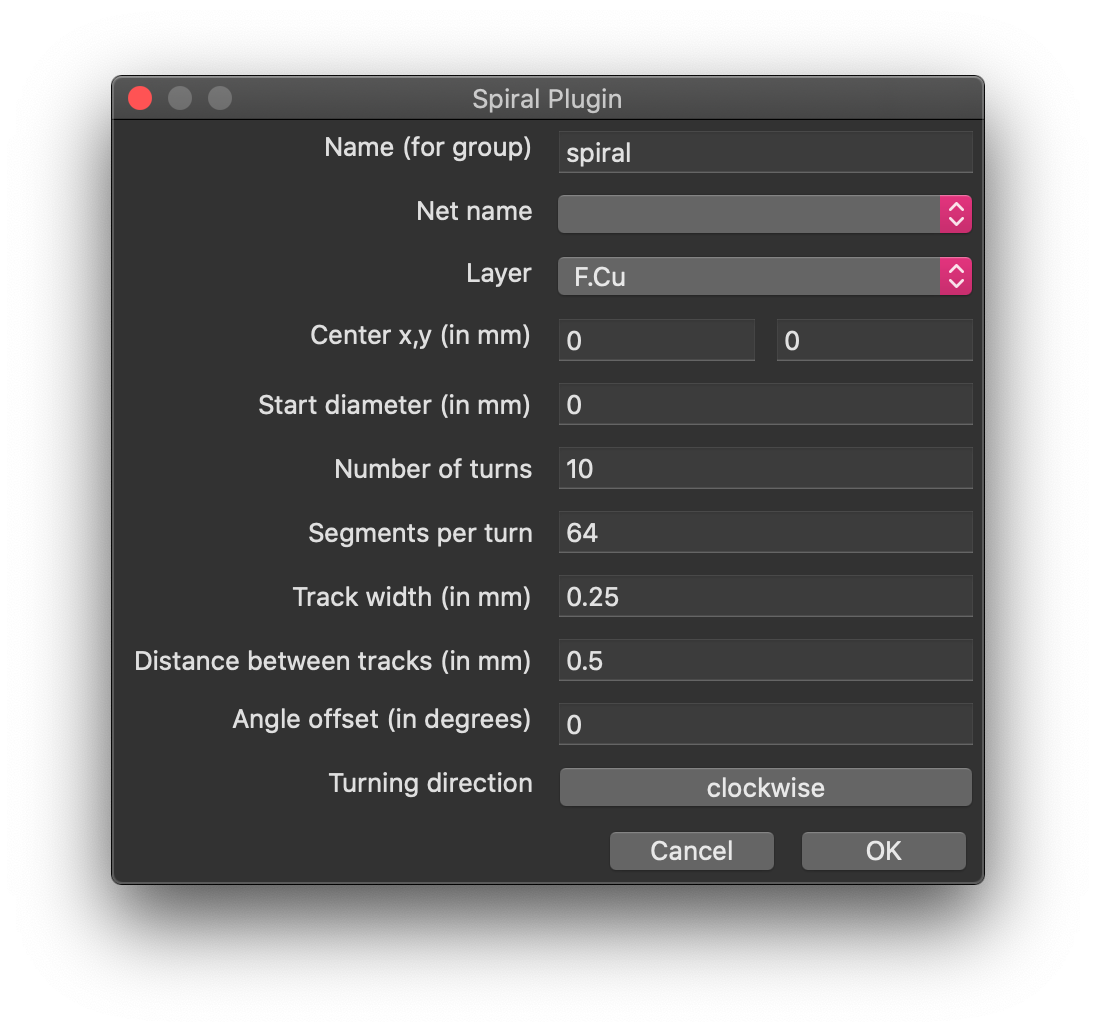 Spiral Plugin
Name (for group) spiral
Net name
Layer F.Cu
Center x,y (in mm) 0 0
Start diameter (in mm) 0
Number of turns 10
Segments per turn 64
Track width (in mm) 0.25
Distance between tracks (in mm) 0.5
Angle offset (in degrees) 0
Turning direction clockwise
Cancel OK